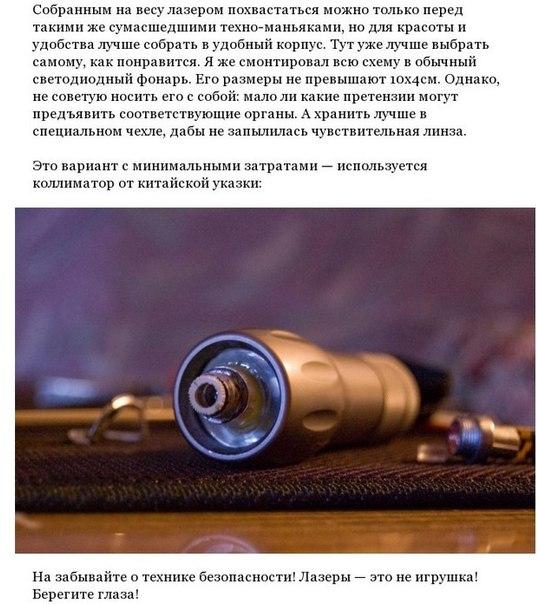 Собранным на весу лазером похвастаться можно только перед
такими же сумасшедшими техно-маньяками, но для красоты и
удобства лучше собрать в удобный корпус. Тут уже лучше выбрать
самому, как понравится. Я же смонтировал всю схему в обычный
светодиодный фонарь. Его размеры не превышают 10х4см. Однако,
не советую носить его с собой: мало ли какие претензии могут
предъявить соответствующие органы. А хранить лучше в
специальном чехле, дабы не запылилась чувствительная линза.
Это вариант с минимальными затратами — используется
коллиматор от китайской указки:
На забывайте о технике безопасности! Лазеры — это не игрушка!
Берегите глаза!